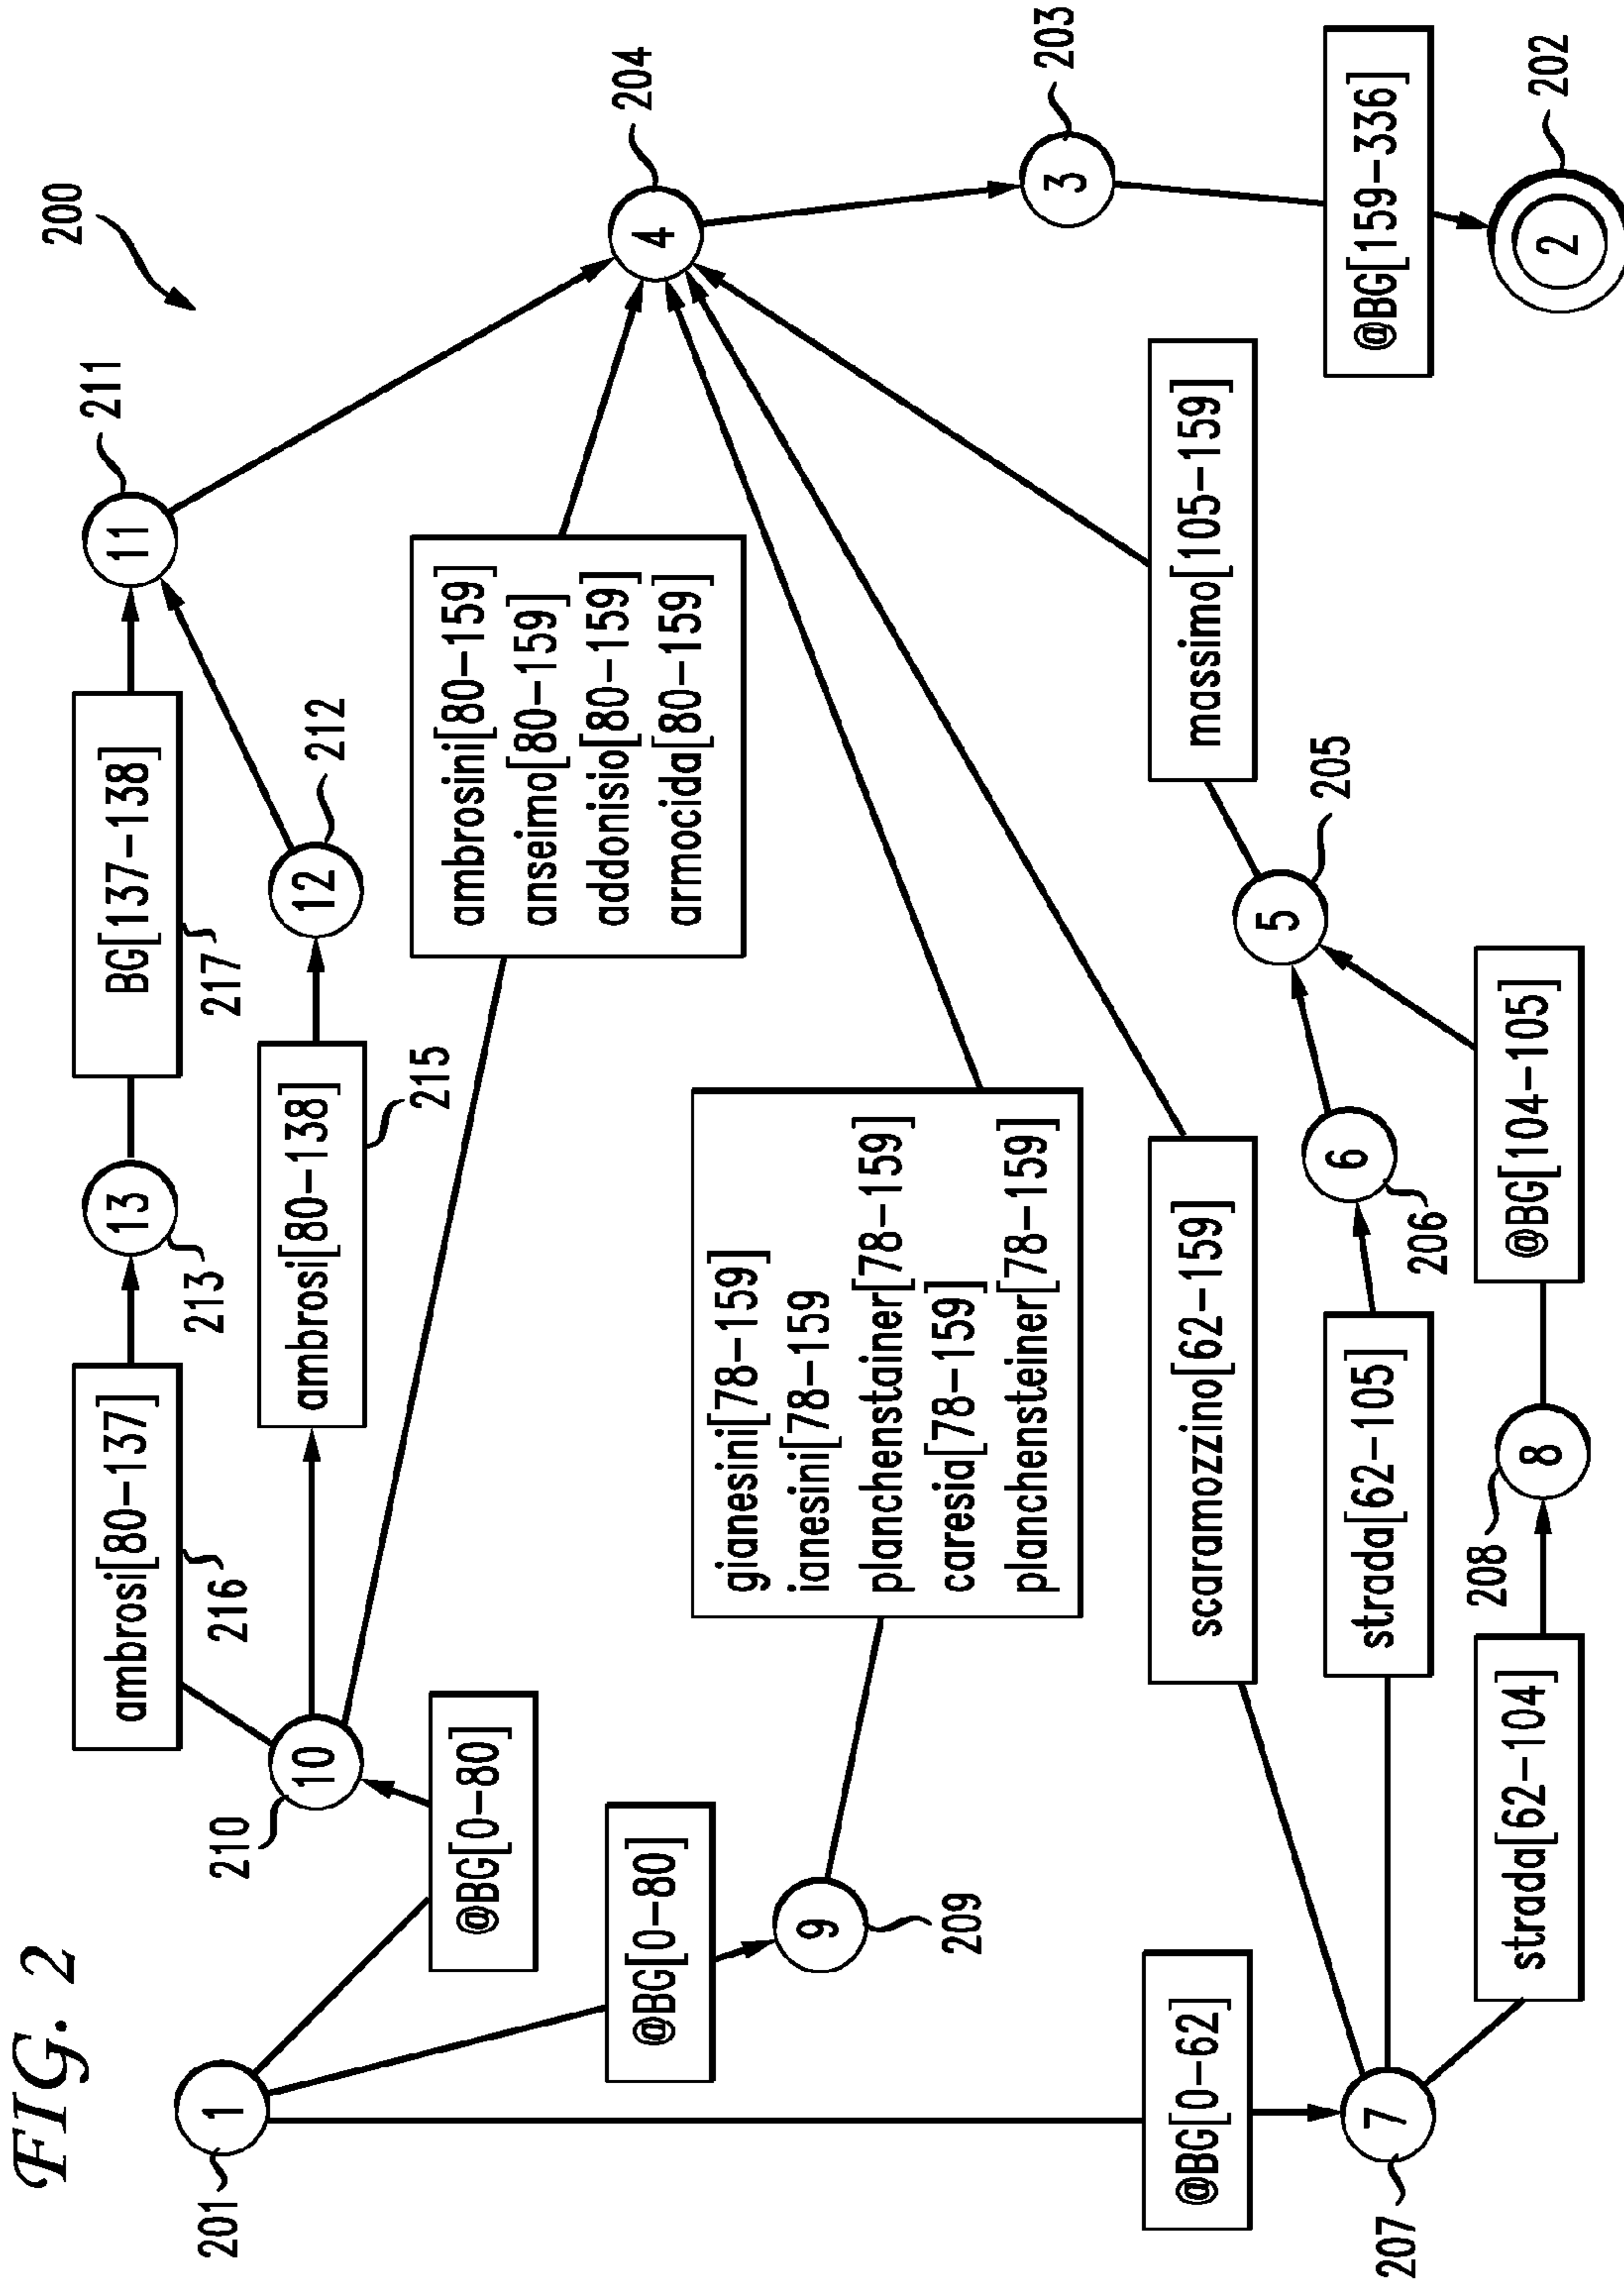 FIG. 2
200
201
1
@BG[0-80]
210
10
ambrosi[80-137]
216
213
13
BG[137-138]
217
11
211
ambrosi[80-138]
215
12
212
ambrosini[80-159]
anseimo[80-159]
addonisio[80-159]
armocida[80-159]
4
204
@BG[0-80]
9
209
gianesini[78-159]
ianesini[78-159
planchenstainer[78-159]
caresia[78-159]
planchensteiner[78-159]
3
203
@BG[0-62]
7
207
scaramozzino[62-159]
strada[62-105]
6
206
5
205
massimo[105-159]
strada[62-104]
8
208
@BG[104-105]
@BG[159-336]
2
202